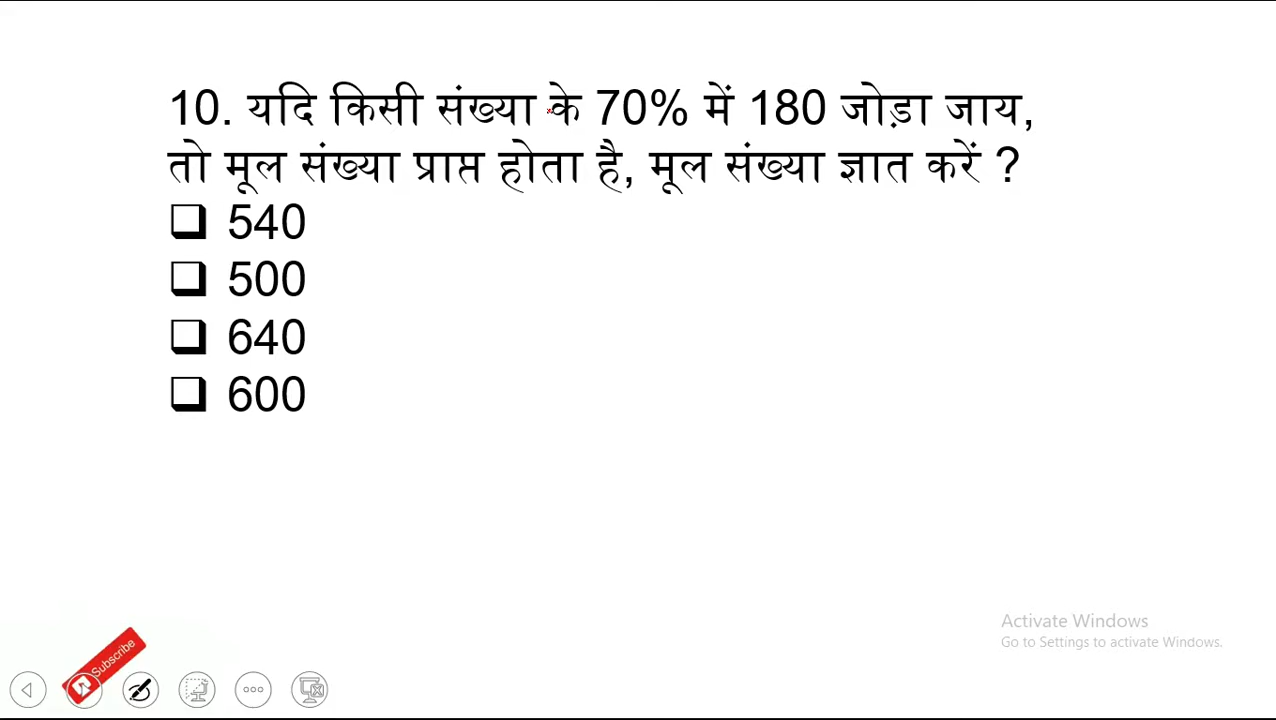 10. यदि किसी संख्या के 70% में 180 जोड़ा जाय,
तो मूल संख्या प्राप्त होता है, मूल संख्या ज्ञात करें ?
❑ 540
❑ 500
❑ 640
❑ 600
Activate Windows
Go to Settings to activate Windows.
Subscribe